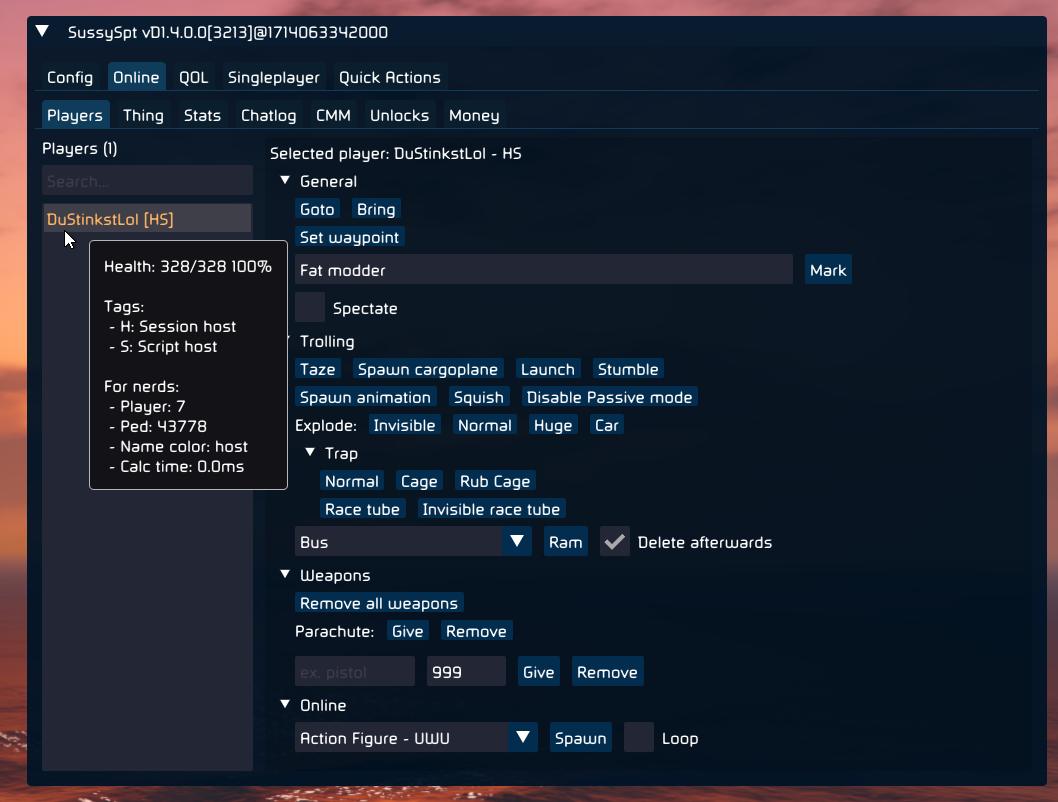 SussySpt vD1.4.0.0[3213]@1714063342000
Config Online QOL Singleplayer Quick Actions
Players Thing Stats Chatlog CMM Unlocks Money
Players (1)
Search...
DuStinkstLol [HS]
Health: 328/328 100%
Tags:
- H: Session host
- S: Script host
For nerds:
- Player: 7
- Ped: 43778
- Name color: host
- Calc time: 0.0ms
Selected player: DuStinkstLol - HS
General
Goto Bring
Set waypoint
Fat modder Mark
Spectate
Trolling
Taze Spawn cargoplane Launch Stumble
Spawn animation Squish Disable Passive mode
Explode: Invisible Normal Huge Car
Trap
Normal Cage Rub Cage
Race tube Invisible race tube
Bus Ram Delete afterwards
Weapons
Remove all weapons
Parachute: Give Remove
ex. pistol 999 Give Remove
Online
Action Figure - UWU Spawn Loop